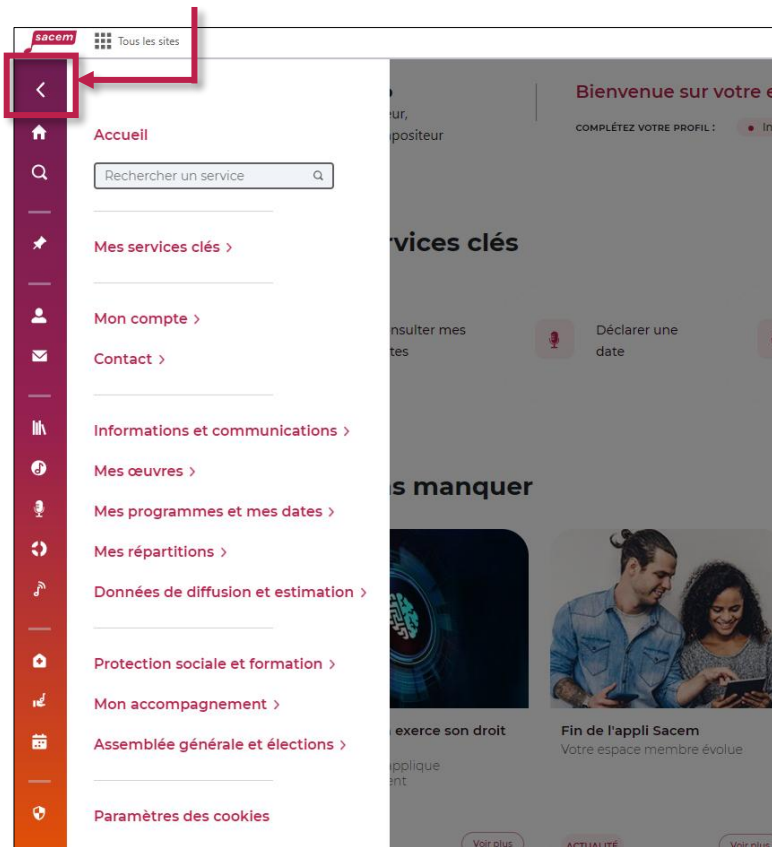 sacem
Tous les sites
Bienvenue sur votre
COMPLÉTEZ VOTRE PROFIL :
Accueil
Rechercher un service
Mes services clés >
vices clés
Mon compte >
Contact >
nsulter mes
tes
Déclarer une
date
Informations et communications >
Mes œuvres >
Mes programmes et mes dates >
Mes répartitions >
Données de diffusion et estimation >
s manquer
Protection sociale et formation >
Mon accompagnement >
Assemblée générale et élections >
Paramètres des cookies
exerce son droit
pplique
ent
Voir plus
Fin de l'appli Sacem
Votre espace membre évolue
ACTUALITÉ
Voir plus